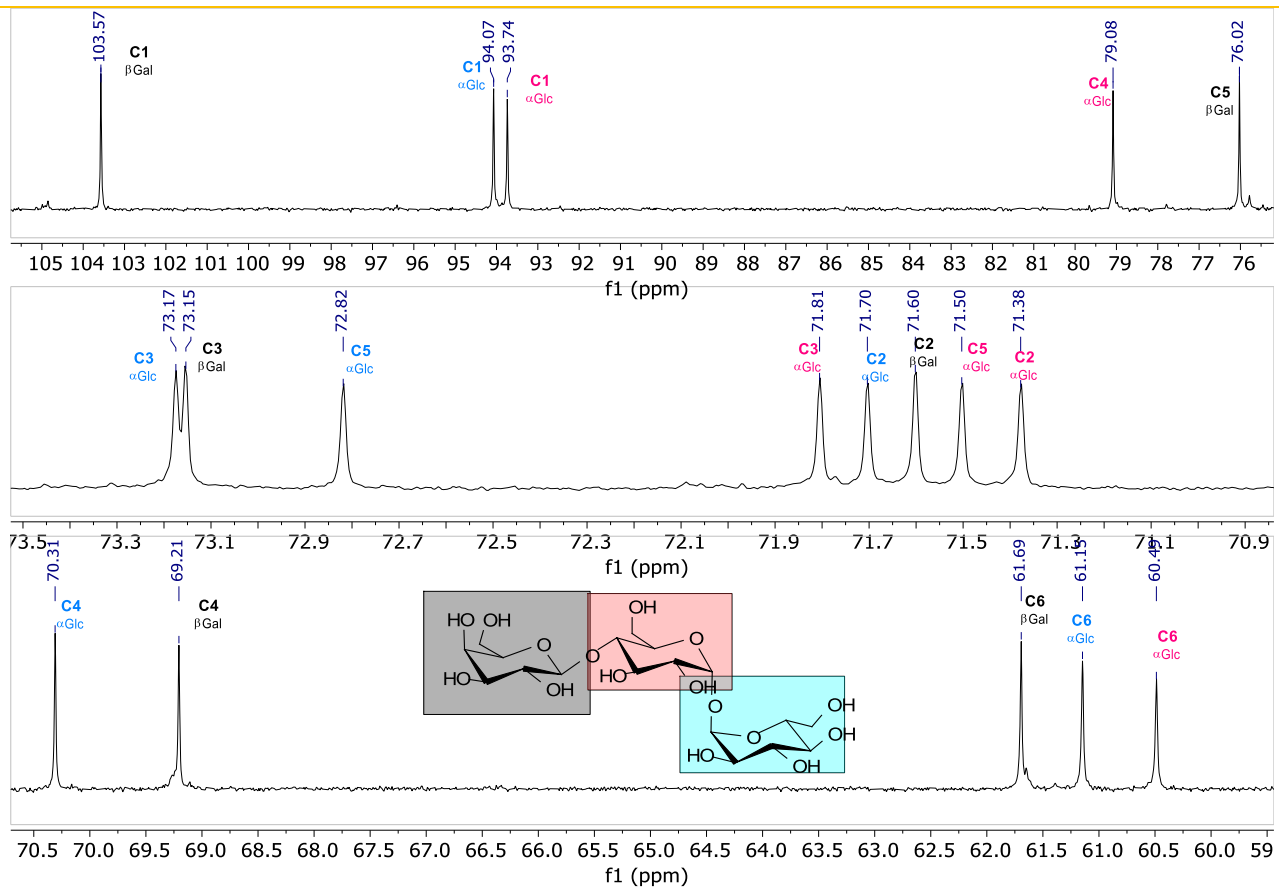 103.57
C1
βGal
94.07 93.74
C1
αGlc
C1
αGlc
79.08
C4
αGlc
76.02
C5
βGal
105 104 103 102 101 100 99 98 97 96 95 94 93 92 91 90 89 88 87 86 85 84 83 82 81 80 79 78 77 76
f1 (ppm)
73.17 73.15
C3
αGlc
C3
βGal
72.82
C5
αGlc
71.81
C3
αGlc
71.70
C2
αGlc
71.60
C2
βGal
71.50
C5
αGlc
71.38
C2
αGlc
73.5 73.3 73.1 72.9 72.7 72.5 72.3 72.1 71.9 71.7 71.5 71.3 71.1 70.9
f1 (ppm)
70.31
C4
αGlc
69.21
C4
βGal
61.69
C6
βGal
61.15
C6
αGlc
60.49
C6
αGlc
OH
HO OH
O
O
O
HO
OH
HO
OH
O
OH
O
OH
HO
OH
70.5 70.0 69.5 69.0 68.5 68.0 67.5 67.0 66.5 66.0 65.5 65.0 64.5 64.0 63.5 63.0 62.5 62.0 61.5 61.0 60.5 60.0 59
f1 (ppm)